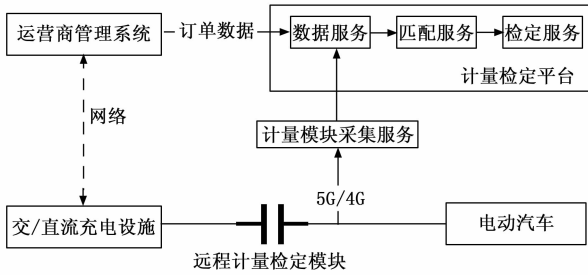 运营商管理系统
订单数据
数据服务
匹配服务
检定服务
计量检定平台
网络
计量模块采集服务
5G/4G
交/直流充电设施
电动汽车
远程计量检定模块